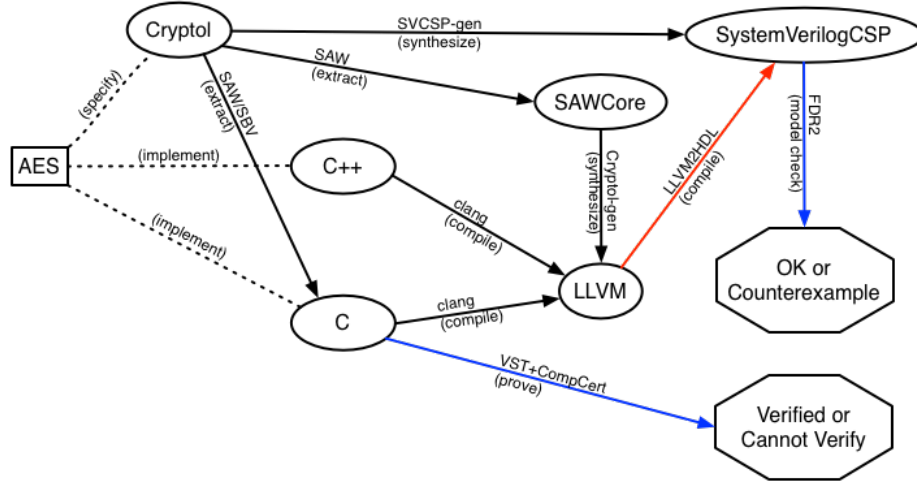 Cryptol
SVCSP-gen
(synthesize)
SystemVerilogCSP
SAW
(extract)
SAWCore
(specify)
SAW/SBV
(extract)
AES
(implement)
C++
Cryptol-gen
(synthesize)
LLVM2HDL
(compile)
FDR2
(model check)
clang
(compile)
(implement)
LLVM
OK or
Counterexample
C
clang
(compile)
VST+CompCert
(prove)
Verified or
Cannot Verify